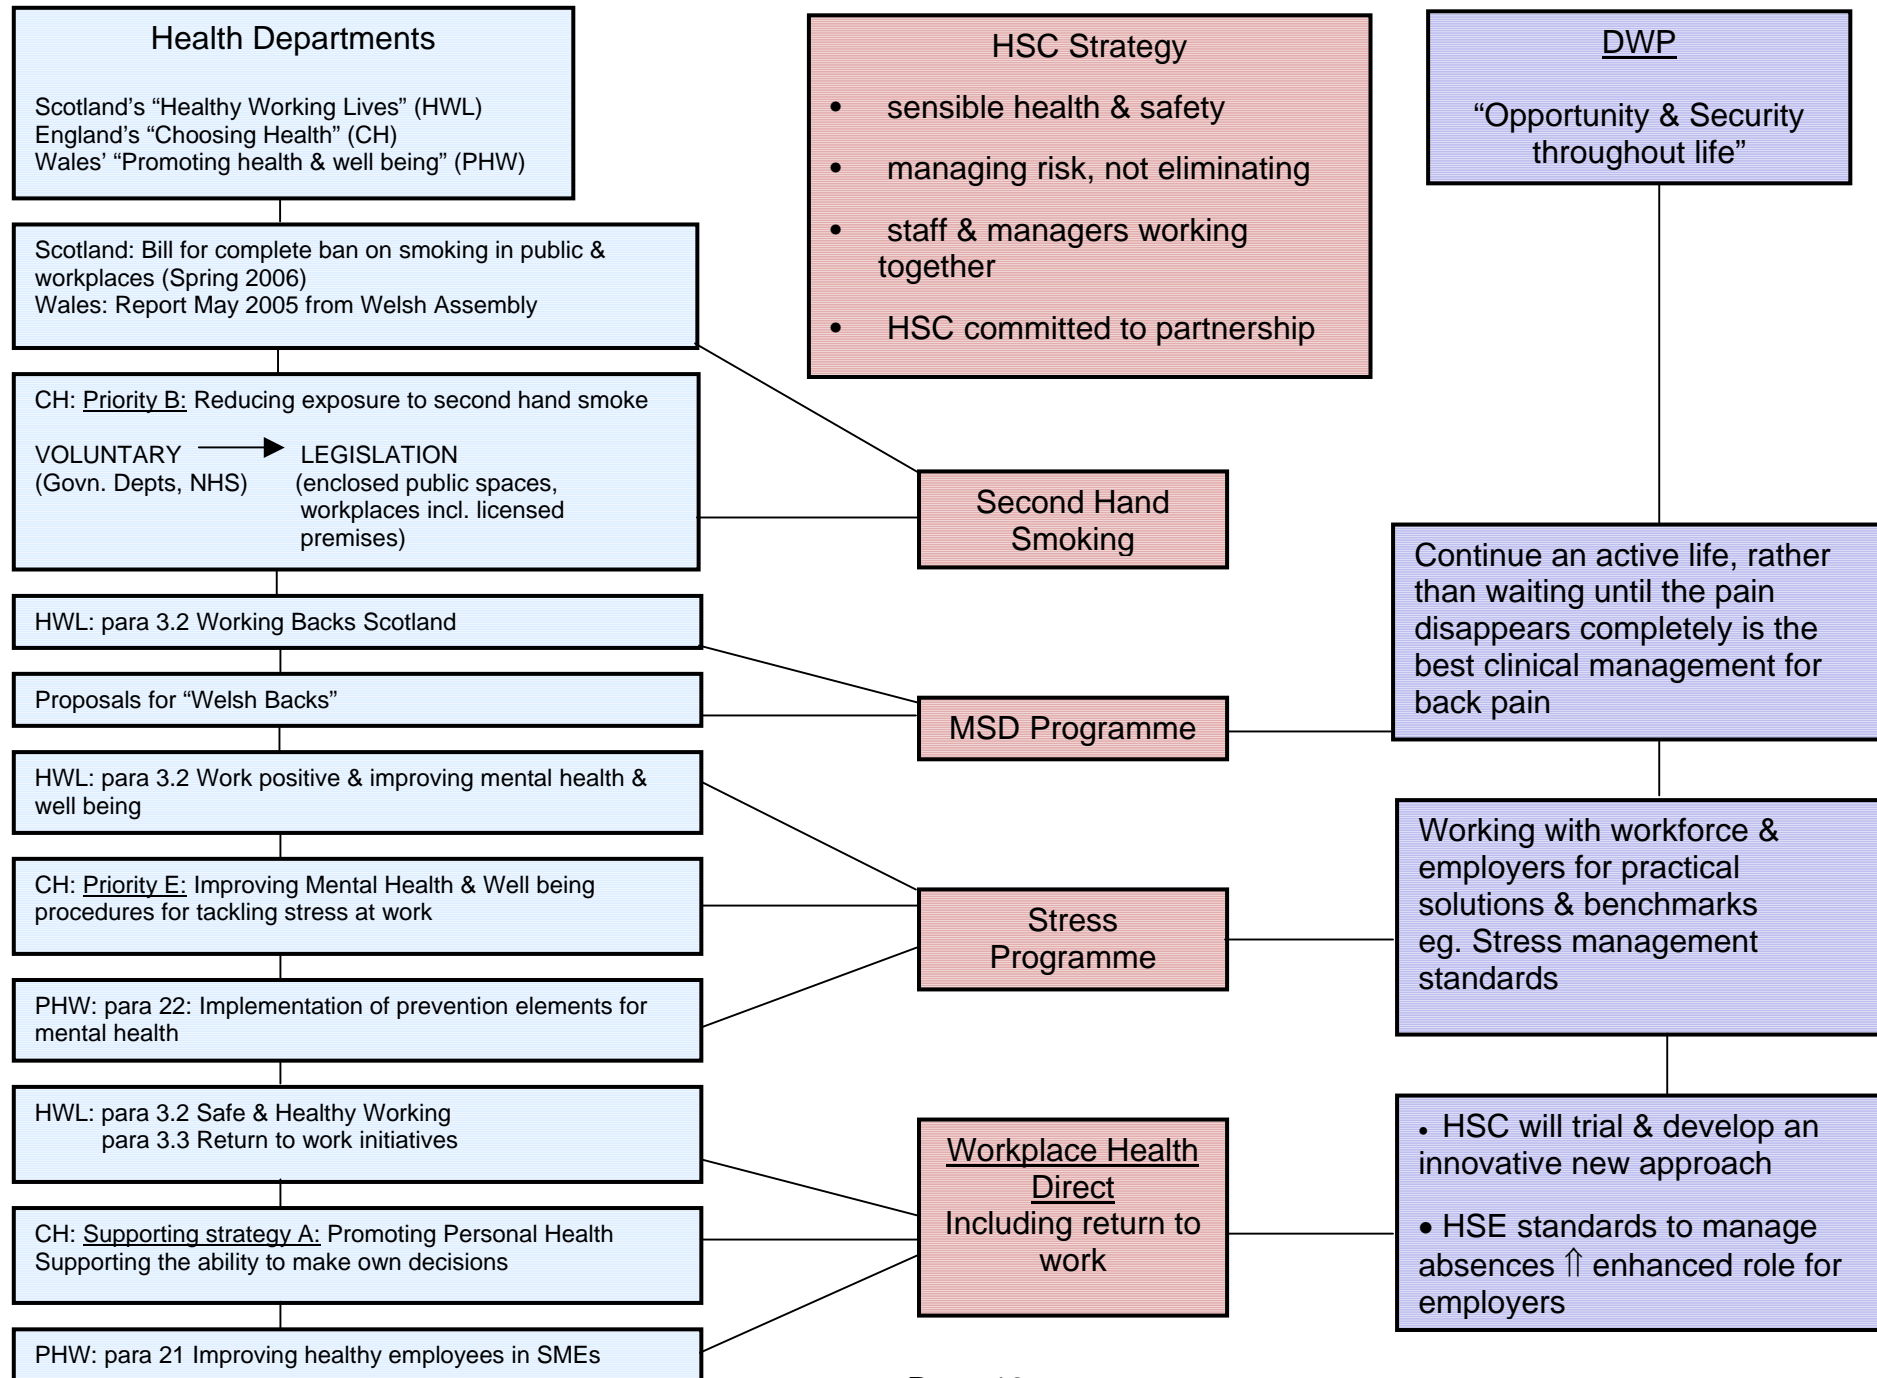 Health Departments
Scotland's “Healthy Working Lives” (HWL)
England's “Choosing Health” (CH)
Wales' “Promoting health & well being” (PHW)
Scotland: Bill for complete ban on smoking in public &
workplaces (Spring 2006)
Wales: Report May 2005 from Welsh Assembly
CH: Priority B: Reducing exposure to second hand smoke
VOLUNTARY → LEGISLATION
(Govn. Depts, NHS) (enclosed public spaces,
workplaces incl. licensed
premises)
HWL: para 3.2 Working Backs Scotland
Proposals for “Welsh Backs”
HWL: para 3.2 Work positive & improving mental health &
well being
CH: Priority E: Improving Mental Health & Well being
procedures for tackling stress at work
PHW: para 22: Implementation of prevention elements for
mental health
HWL: para 3.2 Safe & Healthy Working
para 3.3 Return to work initiatives
CH: Supporting strategy A: Promoting Personal Health
Supporting the ability to make own decisions
PHW: para 21 Improving healthy employees in SMEs
HSC Strategy
• sensible health & safety
• managing risk, not eliminating
• staff & managers working
together
• HSC committed to partnership
Second Hand
Smoking
MSD Programme
Stress
Programme
Workplace Health
Direct
Including return to
work
DWP
“Opportunity & Security
throughout life”
Continue an active life, rather
than waiting until the pain
disappears completely is the
best clinical management for
back pain
Working with workforce &
employers for practical
solutions & benchmarks
eg. Stress management
standards
• HSC will trial & develop an
innovative new approach
• HSE standards to manage
absences ⇑ enhanced role for
employers